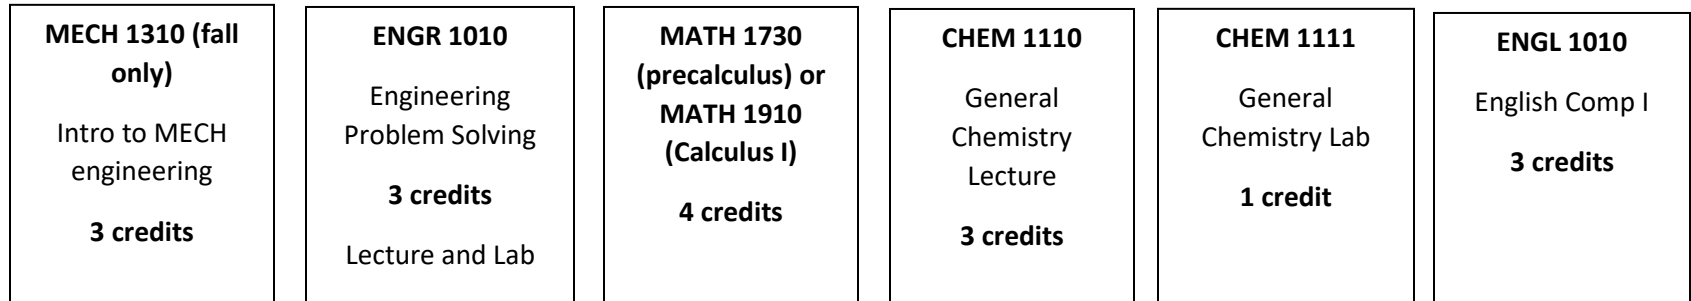 MECH 1310 (fall
only)
Intro to MECH
engineering
3 credits
ENGR 1010
Engineering
Problem Solving
3 credits
Lecture and Lab
MATH 1730
(precalculus) or
MATH 1910
(Calculus I)
4 credits
CHEM 1110
General
Chemistry
Lecture
3 credits
CHEM 1111
General
Chemistry Lab
1 credit
ENGL 1010
English Comp I
3 credits